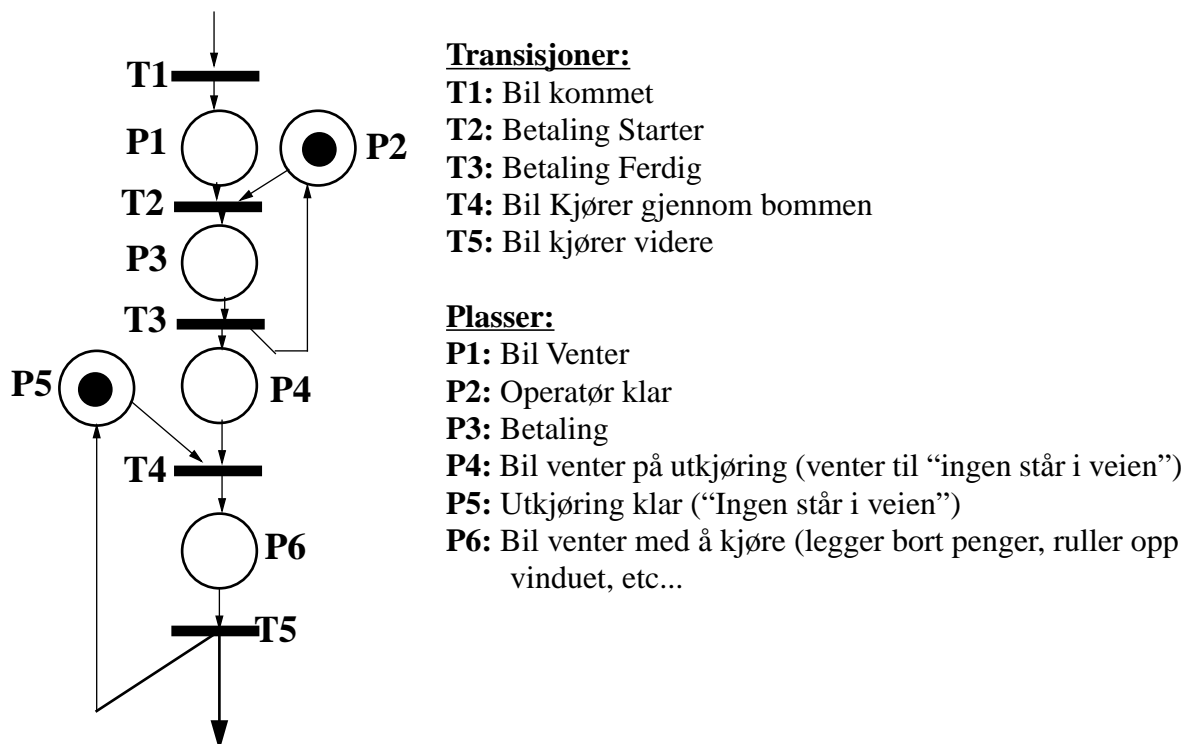 T1
P1
P2
T2
P3
T3
P5
P4
T4
P6
T5
Transisjoner:
T1: Bil kommet
T2: Betaling Starter
T3: Betaling Ferdig
T4: Bil Kjører gjennom bommen
T5: Bil kjører videre
Plasser:
P1: Bil Venter
P2: Operatør klar
P3: Betaling
P4: Bil venter på utkjøring (venter til “ingen står i veien”)
P5: Utkjøring klar (“Ingen står i veien”)
P6: Bil venter med å kjøre (legger bort penger, ruller opp
vinduet, etc...